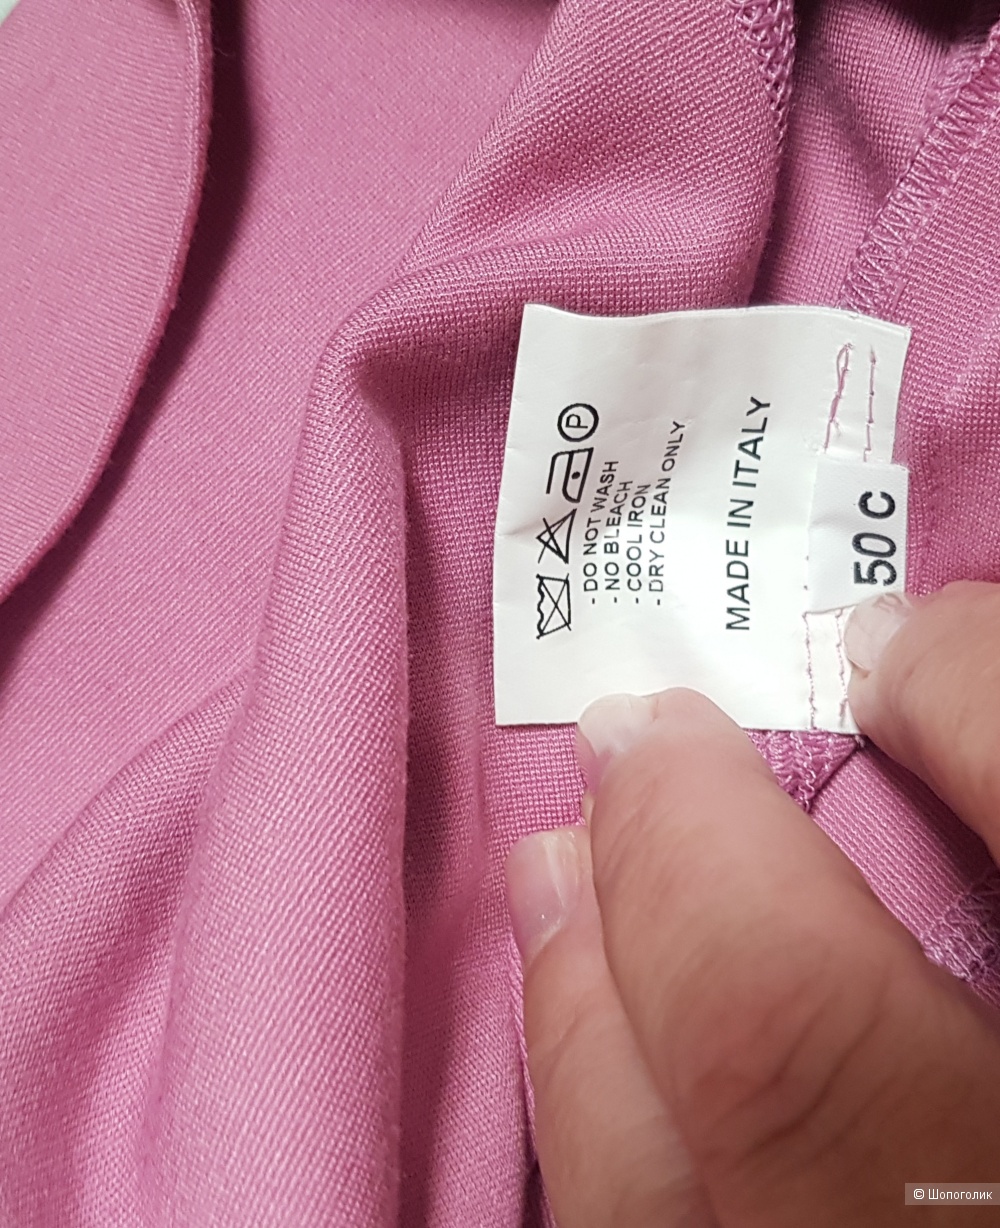 P
- DO NOT WASH
- NO BLEACH
- COOL IRON
- DRY CLEAN ONLY
MADE IN ITALY
50 C
© Шопоголик